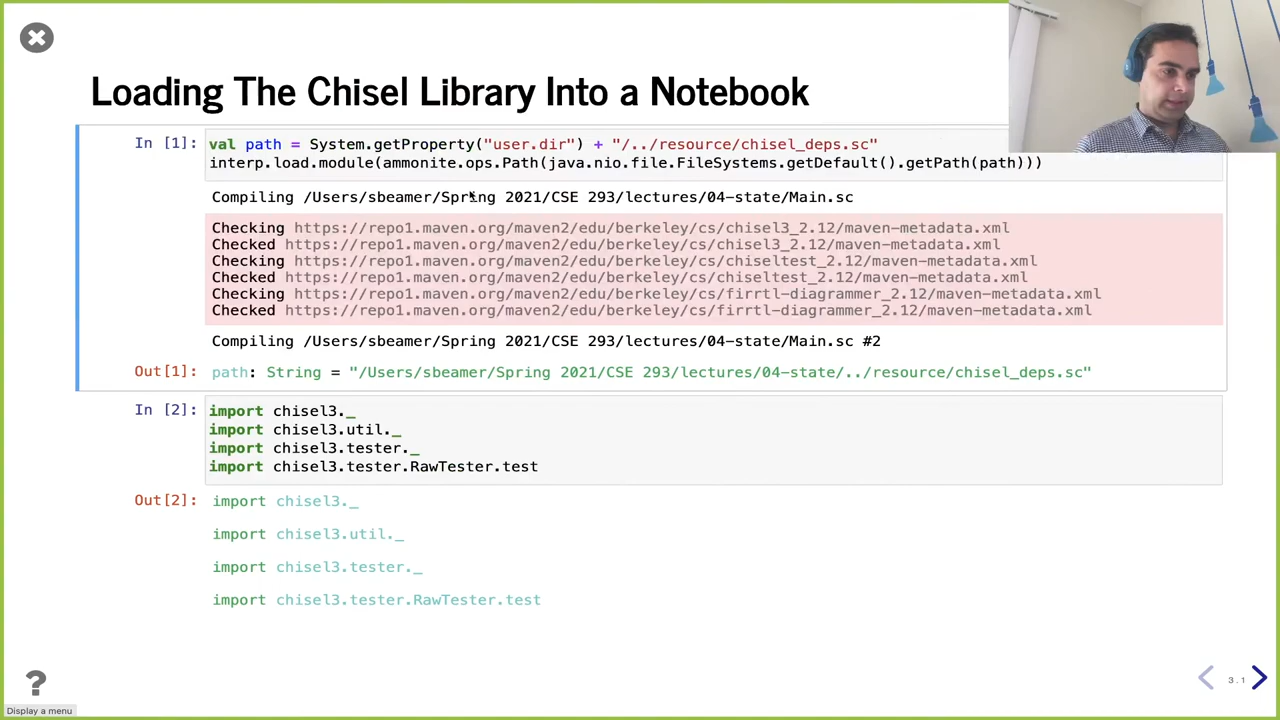 Loading The Chisel Library Into a Notebook
In [1]: val path = System.getProperty("user.dir") + "/../resource/chisel_deps.sc"
interp.load.module(ammonite.ops.Path(java.nio.file.FileSystems.getDefault().getPath(path)))
Compiling /Users/sbeamer/Spring 2021/CSE 293/lectures/04-state/Main.sc
Checking https://repo1.maven.org/maven2/edu/berkeley/cs/chisel3_2.12/maven-metadata.xml
Checked https://repo1.maven.org/maven2/edu/berkeley/cs/chisel3_2.12/maven-metadata.xml
Checking https://repo1.maven.org/maven2/edu/berkeley/cs/chiseltest_2.12/maven-metadata.xml
Checked https://repo1.maven.org/maven2/edu/berkeley/cs/chiseltest_2.12/maven-metadata.xml
Checking https://repo1.maven.org/maven2/edu/berkeley/cs/firrtl-diagrammer_2.12/maven-metadata.xml
Checked https://repo1.maven.org/maven2/edu/berkeley/cs/firrtl-diagrammer_2.12/maven-metadata.xml
Compiling /Users/sbeamer/Spring 2021/CSE 293/lectures/04-state/Main.sc #2
Out[1]: path: String = "/Users/sbeamer/Spring 2021/CSE 293/lectures/04-state/../resource/chisel_deps.sc"
In [2]: import chisel3._
import chisel3.util._
import chisel3.tester._
import chisel3.tester.RawTester.test
Out[2]: import chisel3._
import chisel3.util._
import chisel3.tester._
import chisel3.tester.RawTester.test
?
3.1
Display a menu